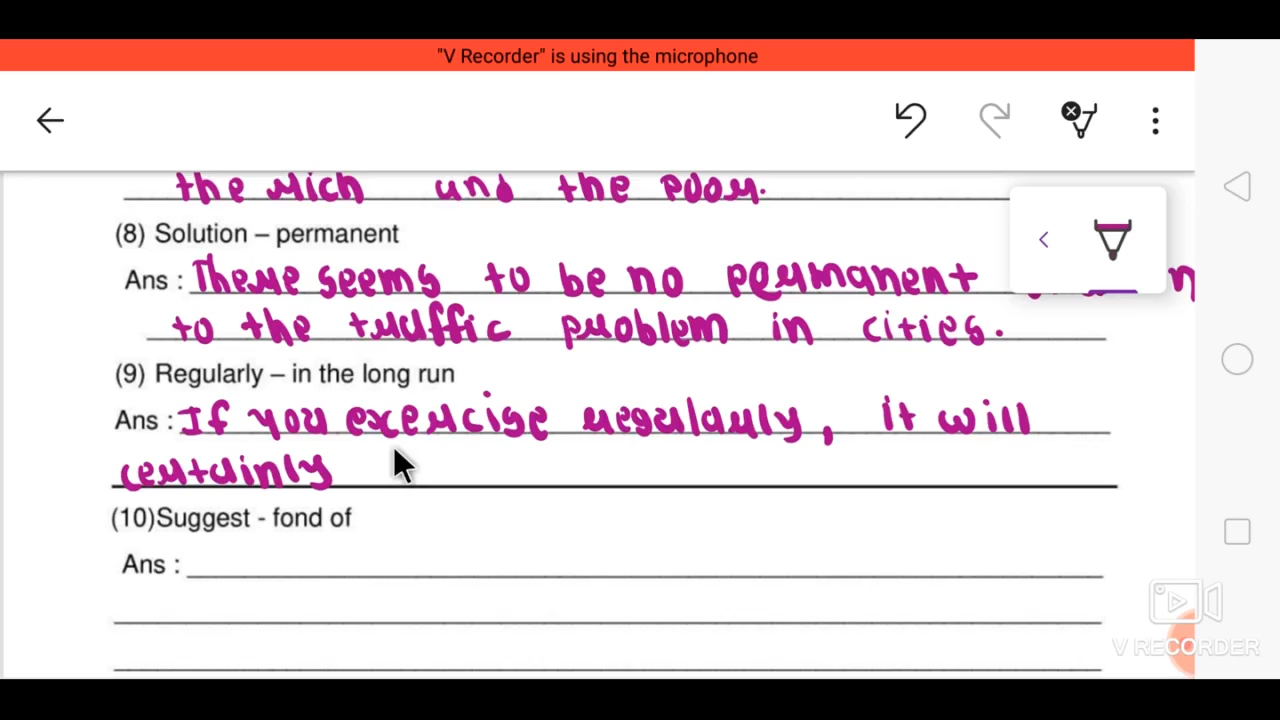 "V Recorder" is using the microphone
the rich and the poor.
(8) Solution – permanent
Ans : There seems to be no permanent
to the traffic problem in cities.
(9) Regularly – in the long run
Ans : If you exercise regularly, it will
certainly
(10)Suggest - fond of
Ans :
V RECORDER